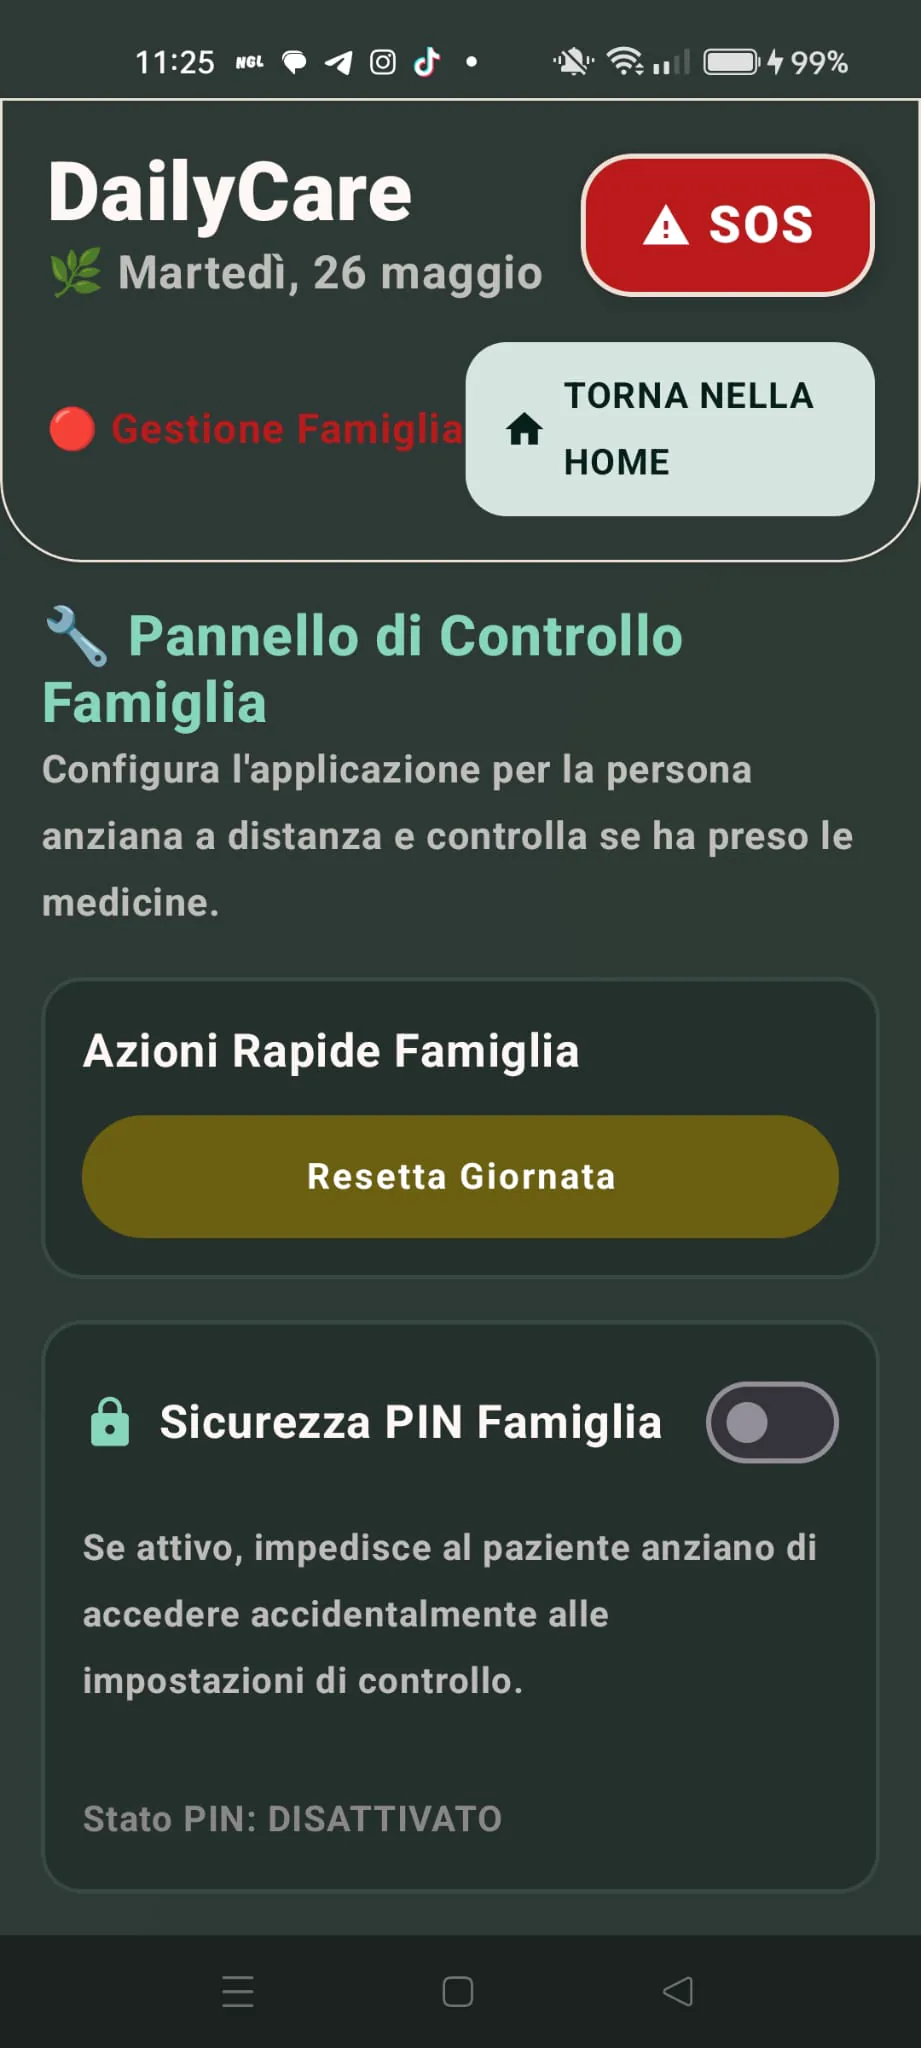 11:25 NGL 99%
DailyCare
SOS
Martedì, 26 maggio
Gestione Famiglia
TORNA NELLA
HOME
Pannello di Controllo
Famiglia
Configura l'applicazione per la persona
anziana a distanza e controlla se ha preso le
medicine.
Azioni Rapide Famiglia
Resetta Giornata
Sicurezza PIN Famiglia
Se attivo, impedisce al paziente anziano di
accedere accidentalmente alle
impostazioni di controllo.
Stato PIN: DISATTIVATO